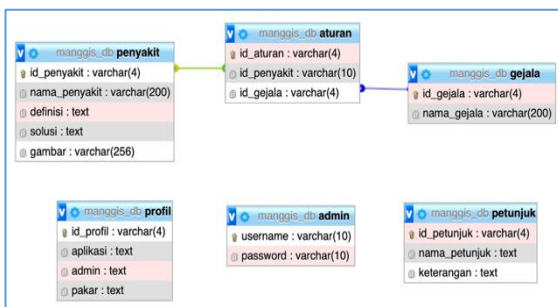 manggis_db penyakit
id_penyakit : varchar(4)
nama_penyakit : varchar(200)
definisi : text
solusi : text
gambar : varchar(256)
manggis_db aturan
id_aturan : varchar(4)
id_penyakit : varchar(10)
id_gejala : varchar(4)
manggis_db gejala
id_gejala : varchar(4)
nama_gejala : varchar(200)
manggis_db profil
id_profil : varchar(4)
aplikasi : text
admin : text
pakar : text
manggis_db admin
username : varchar(10)
password : varchar(10)
manggis_db petunjuk
id_petunjuk : varchar(4)
nama_petunjuk : text
keterangan : text